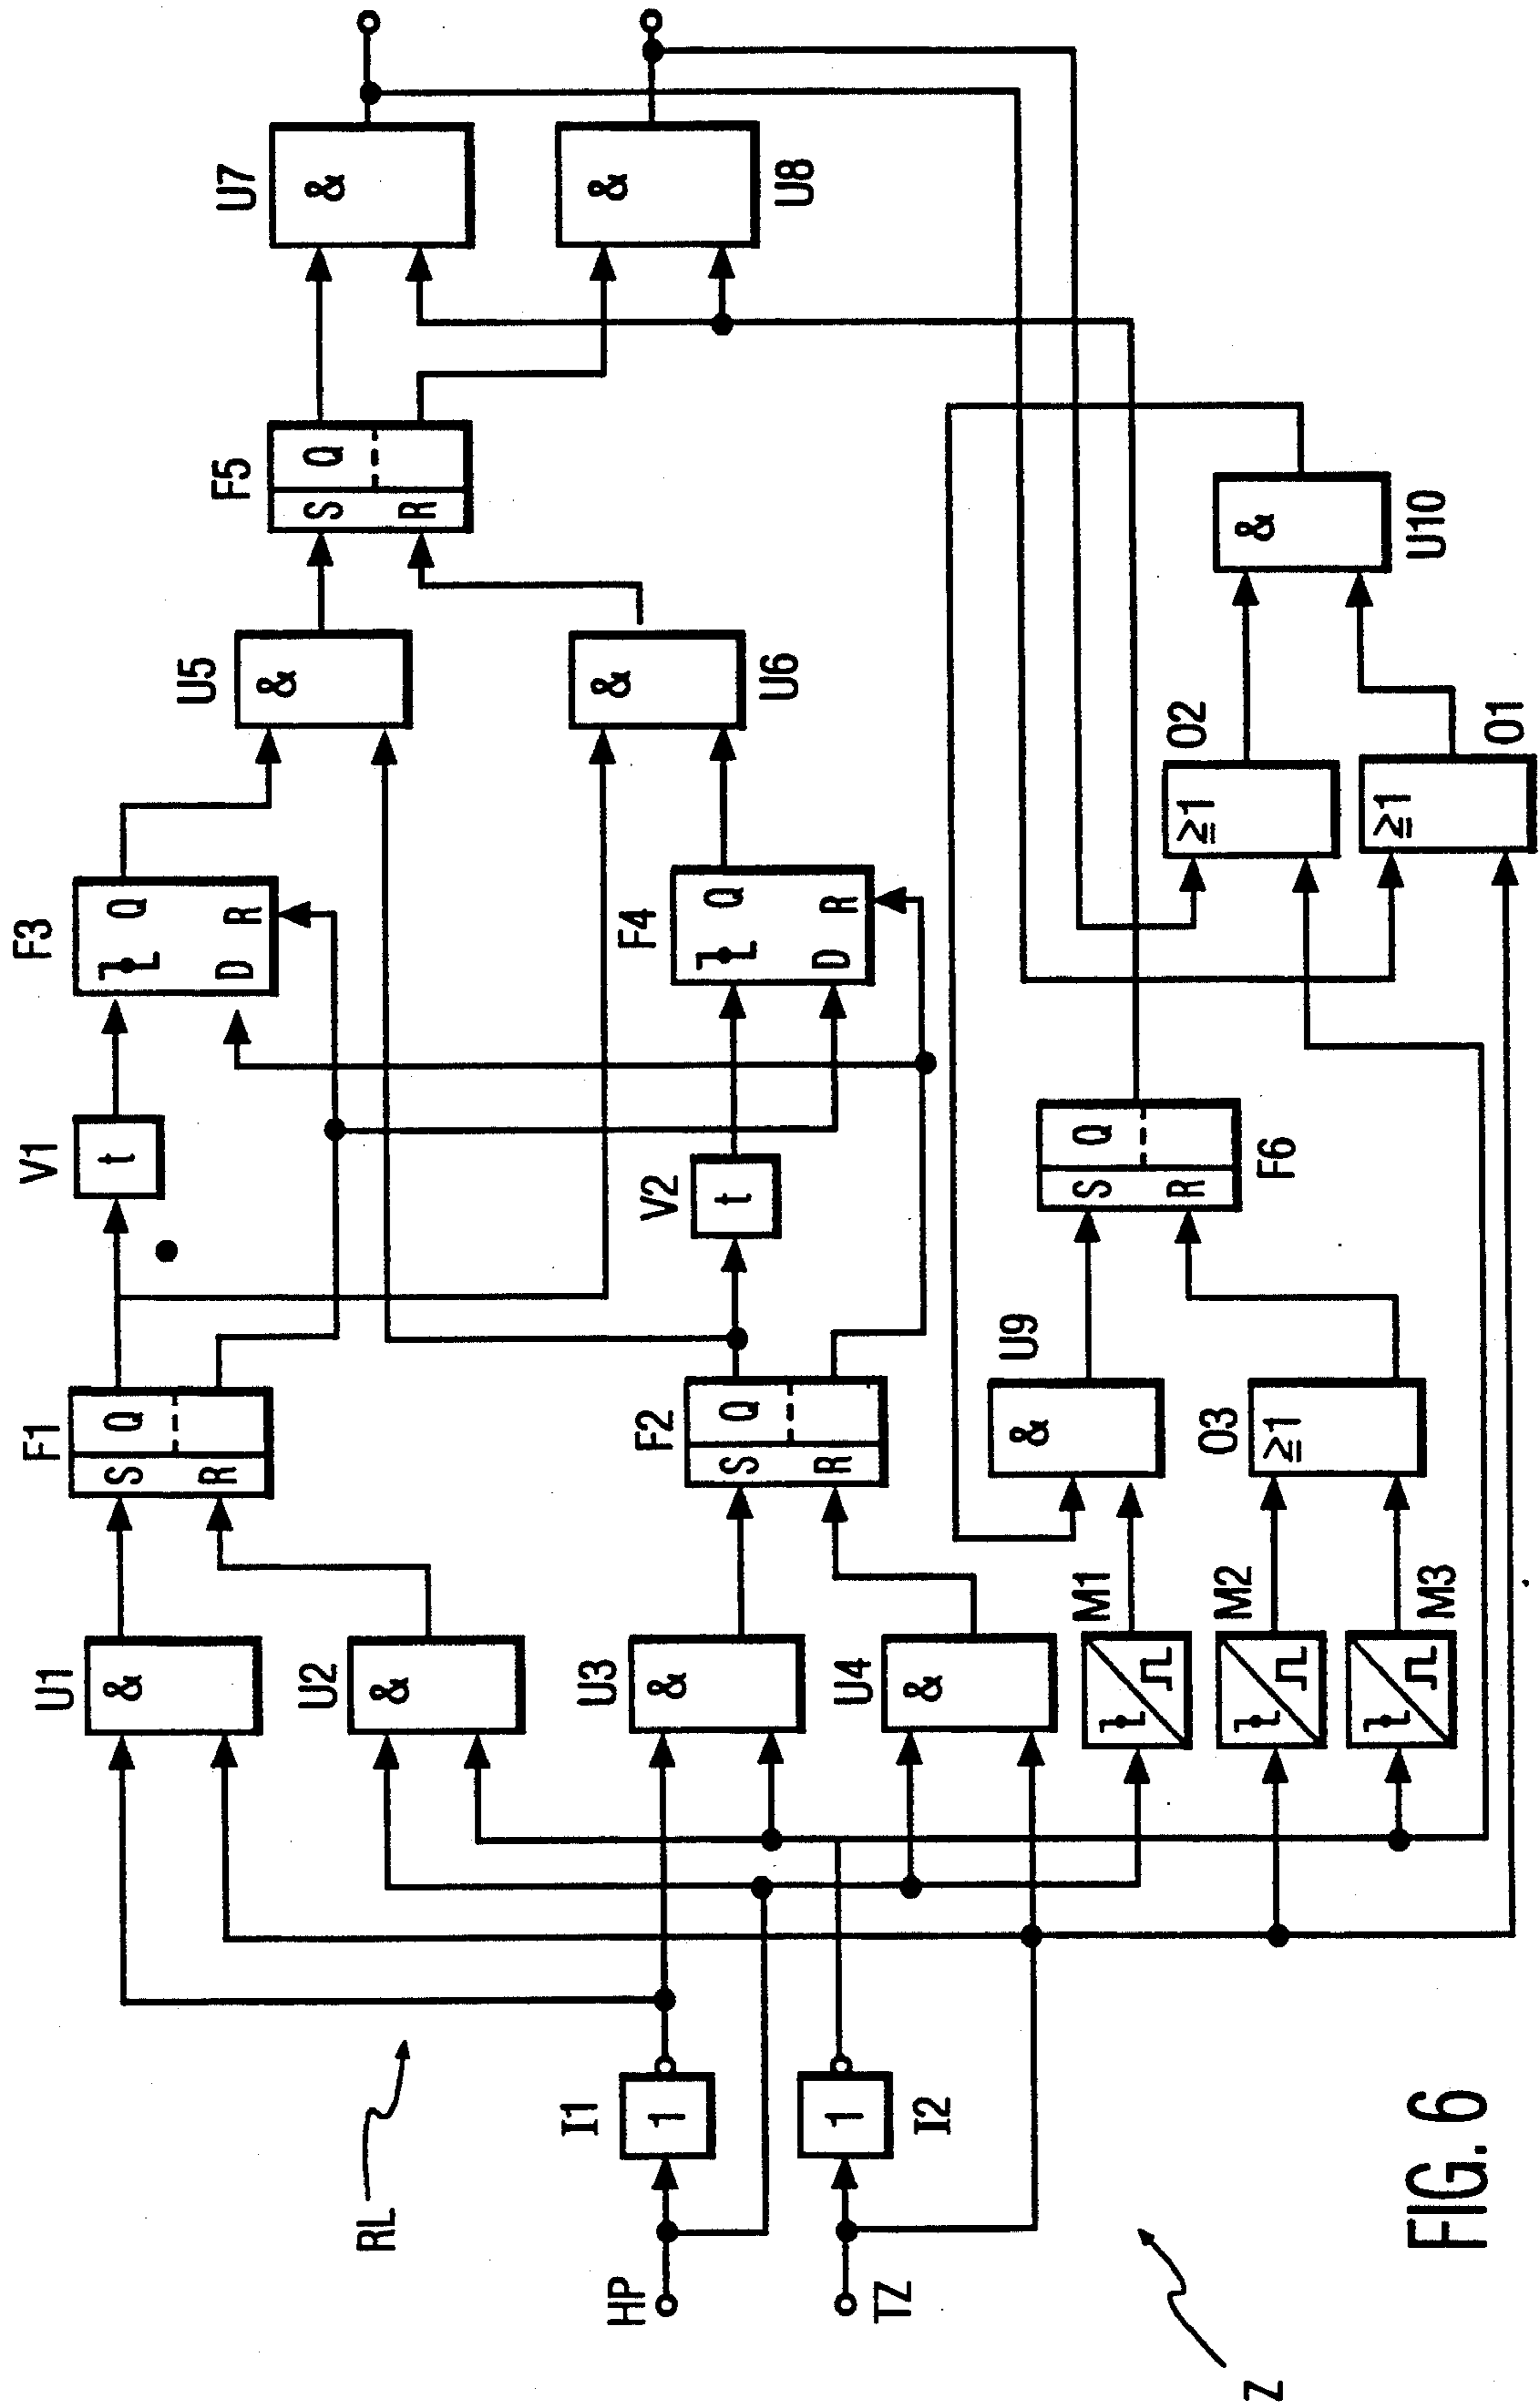 RL
HP
TZ
Z
I1
1
I2
1
U1
&
U2
&
U3
&
U4
&
M1
M2
M3
F1
S Q
R
F2
S Q
R
U9
&
O3
≥1
V1
t
V2
t
F6
S Q
R
F3
Q
D R
F4
Q
D R
O2
≥1
O1
≥1
U5
&
U6
&
U10
&
F5
S Q
R
U7
&
U8
&
FIG. 6